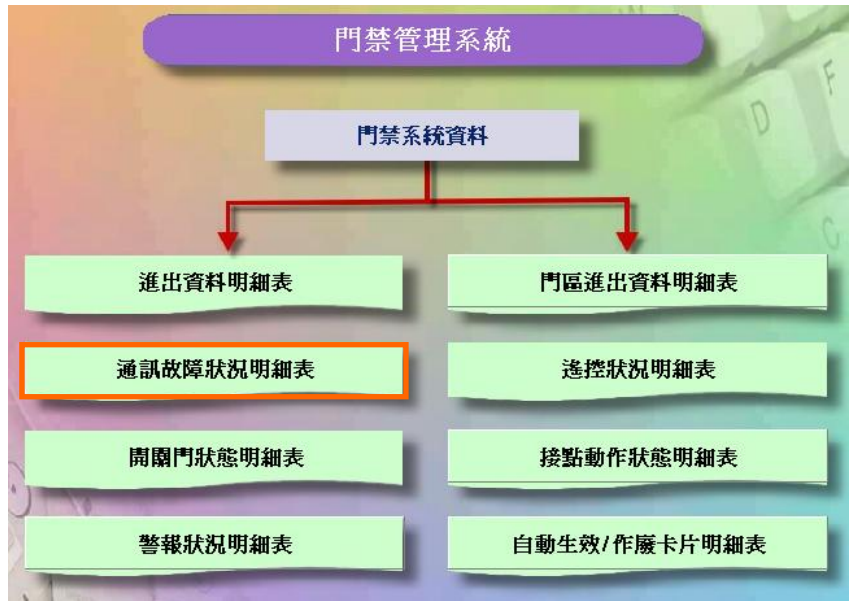 門禁管理系統
門禁系統資料
進出資料明細表
門區進出資料明細表
通訊故障狀況明細表
遙控狀況明細表
開關門狀態明細表
接點動作狀態明細表
警報狀況明細表
自動生效/作廢卡片明細表
D
F
C